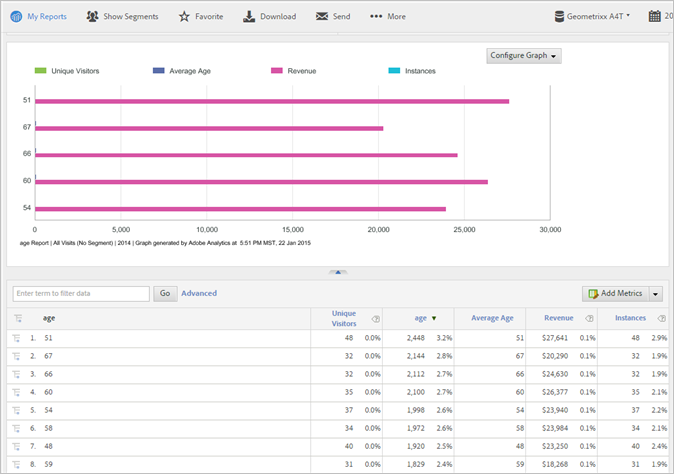 My Reports Show Segments Favorite Download Send More Geometrixx A4T 20
Configure Graph
Unique Visitors Average Age Revenue Instances
51
67
66
60
54
0 5,000 10,000 15,000 20,000 25,000 30,000
age Report | All Visits (No Segment) | 2014 | Graph generated by Adobe Analytics at 5:51 PM MST, 22 Jan 2015
Enter term to filter data Go Advanced Add Metrics
age Unique Visitors age Average Age Revenue Instances
1. 51 48 0.0% 2,448 3.2% 51 $27,641 0.1% 48 2.9%
2. 67 32 0.0% 2,144 2.8% 67 $20,290 0.1% 32 1.9%
3. 66 32 0.0% 2,112 2.7% 66 $24,630 0.1% 32 1.9%
4. 60 35 0.0% 2,100 2.7% 60 $26,377 0.1% 35 2.1%
5. 54 37 0.0% 1,998 2.6% 54 $23,940 0.1% 37 2.2%
6. 58 34 0.0% 1,972 2.6% 58 $23,984 0.1% 34 2.1%
7. 48 40 0.0% 1,920 2.5% 48 $23,250 0.1% 40 2.4%
8. 59 31 0.0% 1,829 2.4% 59 $18,268 0.1% 31 1.9%